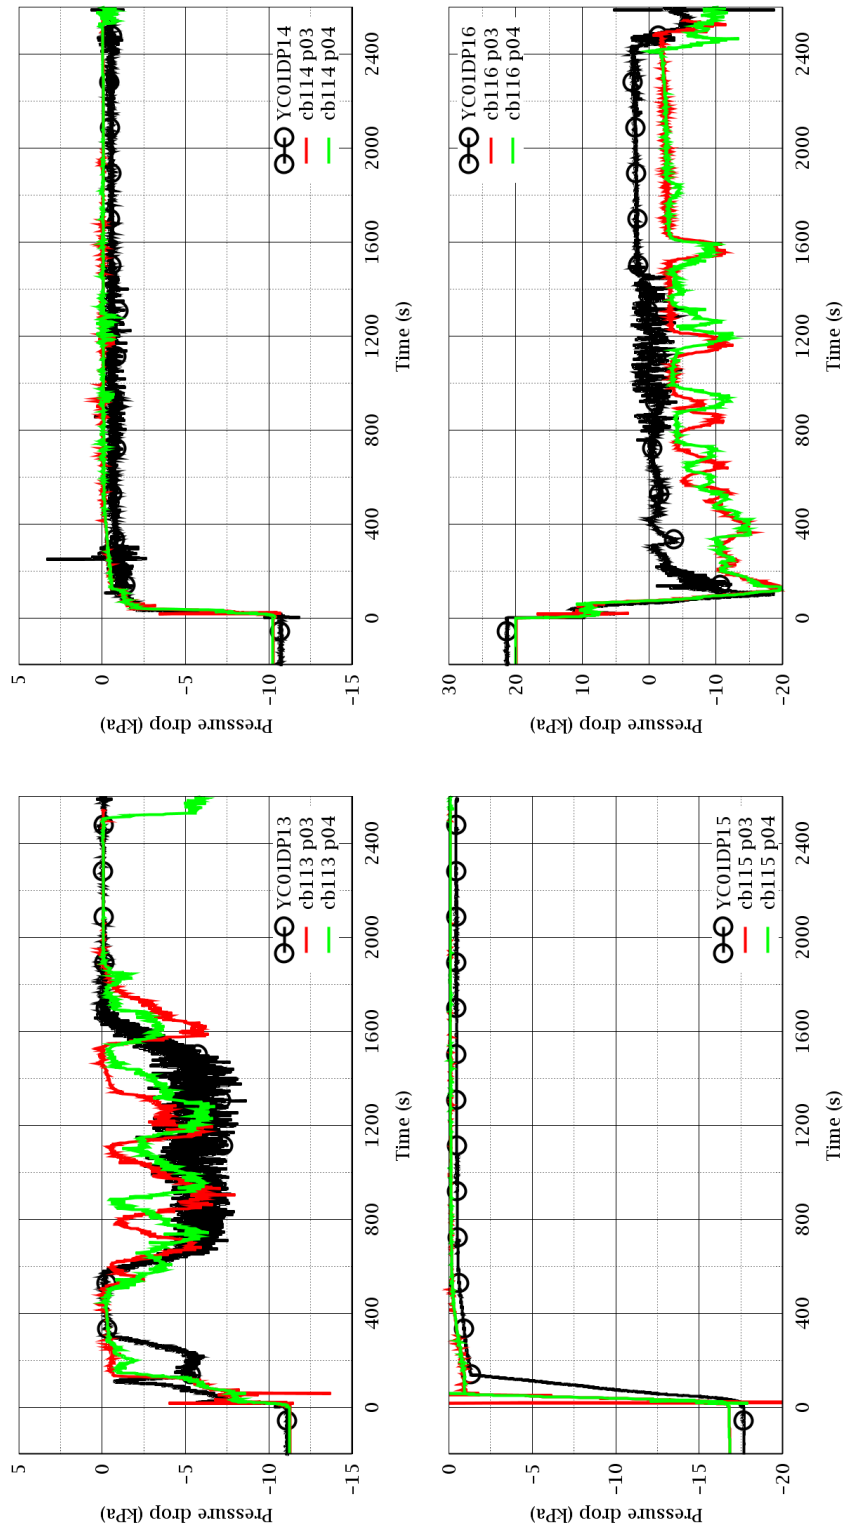 Pressure drop (kPa)
5
0
-5
-10
-15
YC01DP13
cb113 p03
cb113 p04
0
400
800
1200
1600
2000
2400
Time (s)
Pressure drop (kPa)
5
0
-5
-10
-15
YC01DP14
cb114 p03
cb114 p04
0
400
800
1200
1600
2000
2400
Time (s)
Pressure drop (kPa)
0
-5
-10
-15
-20
YC01DP15
cb115 p03
cb115 p04
0
400
800
1200
1600
2000
2400
Time (s)
Pressure drop (kPa)
30
20
10
0
-10
-20
YC01DP16
cb116 p03
cb116 p04
0
400
800
1200
1600
2000
2400
Time (s)